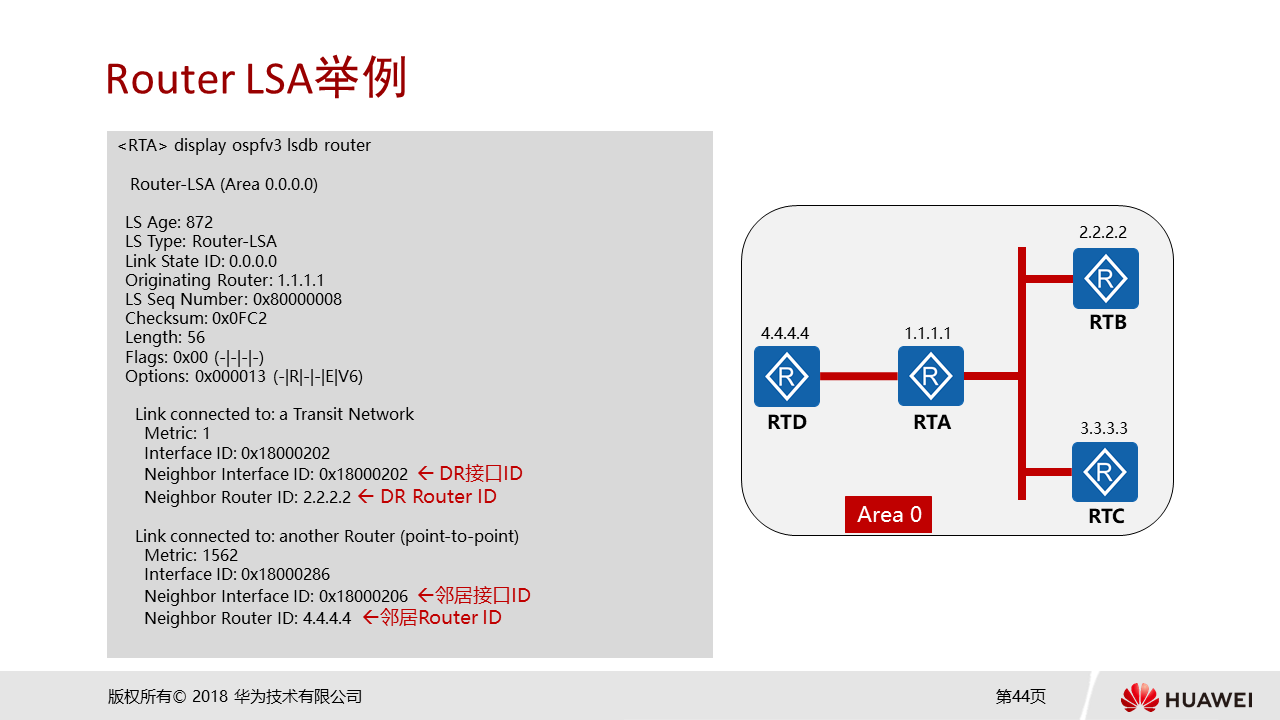 Router LSA举例
<RTA> display ospfv3 lsdb router
Router-LSA (Area 0.0.0.0)
LS Age: 872
LS Type: Router-LSA
Link State ID: 0.0.0.0
Originating Router: 1.1.1.1
LS Seq Number: 0x80000008
Checksum: 0x0FC2
Length: 56
Flags: 0x00 (-|-|-|-)
Options: 0x000013 (-|R|-|-|E|V6)
Link connected to: a Transit Network
Metric: 1
Interface ID: 0x18000202
Neighbor Interface ID: 0x18000202 ← DR接口ID
Neighbor Router ID: 2.2.2.2 ← DR Router ID
Link connected to: another Router (point-to-point)
Metric: 1562
Interface ID: 0x18000286
Neighbor Interface ID: 0x18000206 ←邻居接口ID
Neighbor Router ID: 4.4.4.4 ←邻居Router ID
2.2.2.2
R
RTB
4.4.4.4
R
RTD
1.1.1.1
R
RTA
3.3.3.3
R
RTC
Area 0
版权所有© 2018 华为技术有限公司
第44页
HUAWEI